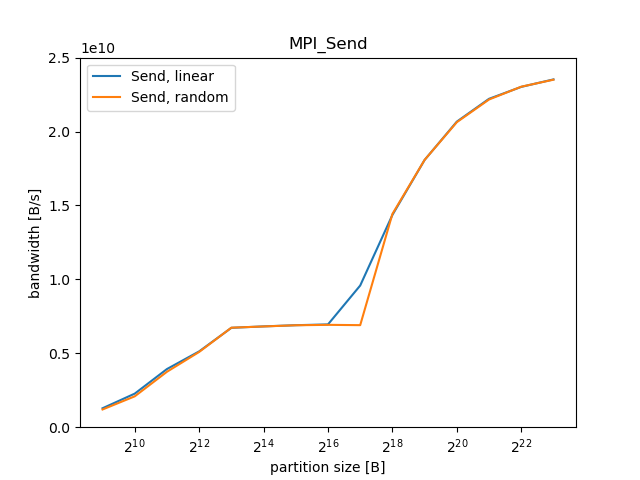 MPI_Send
1e10
2.5
2.0
1.5
1.0
0.5
0.0
bandwidth [B/s]
Send, linear
Send, random
2^10 2^12 2^14 2^16 2^18 2^20 2^22
partition size [B]